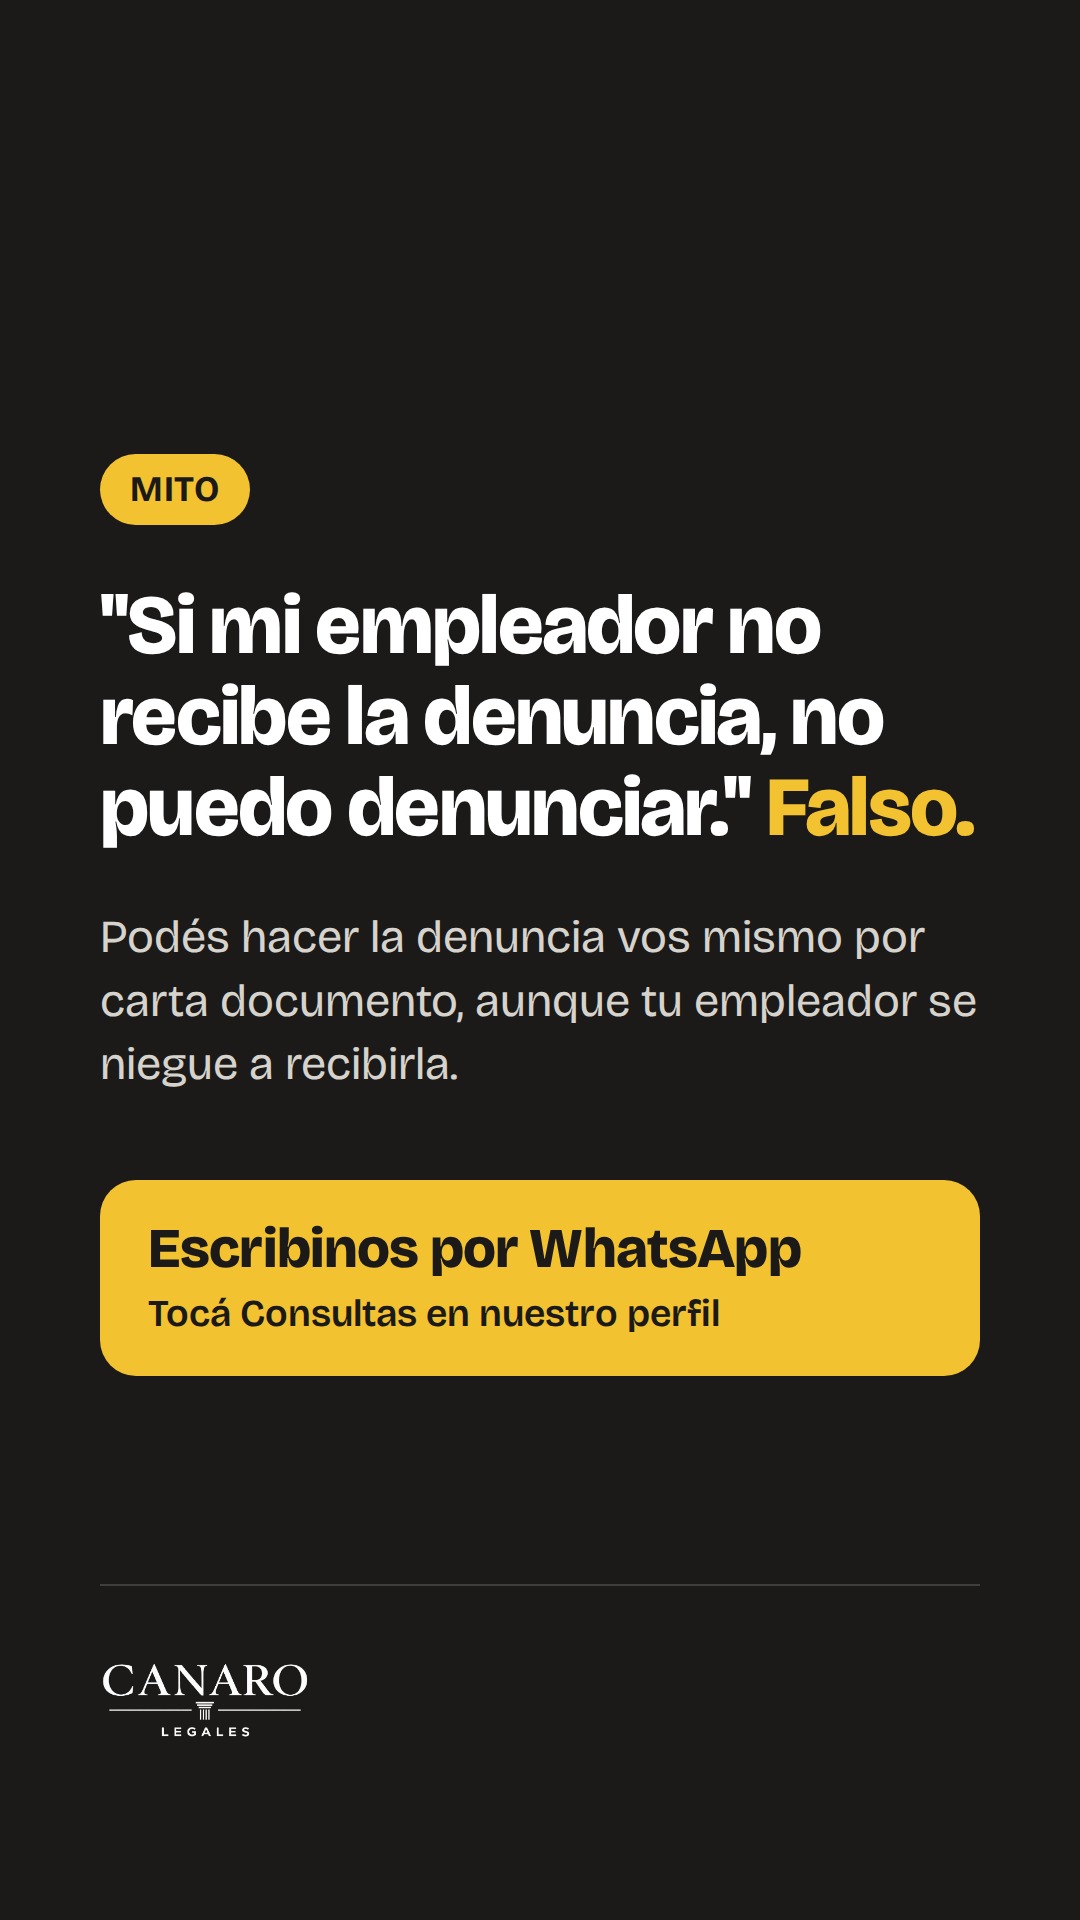 MITO
"Si mi empleador no
recibe la denuncia, no
puedo denunciar." Falso.
Podés hacer la denuncia vos mismo por
carta documento, aunque tu empleador se
niegue a recibirla.
Escribinos por WhatsApp
Tocá Consultas en nuestro perfil
CANARO
LEGALES